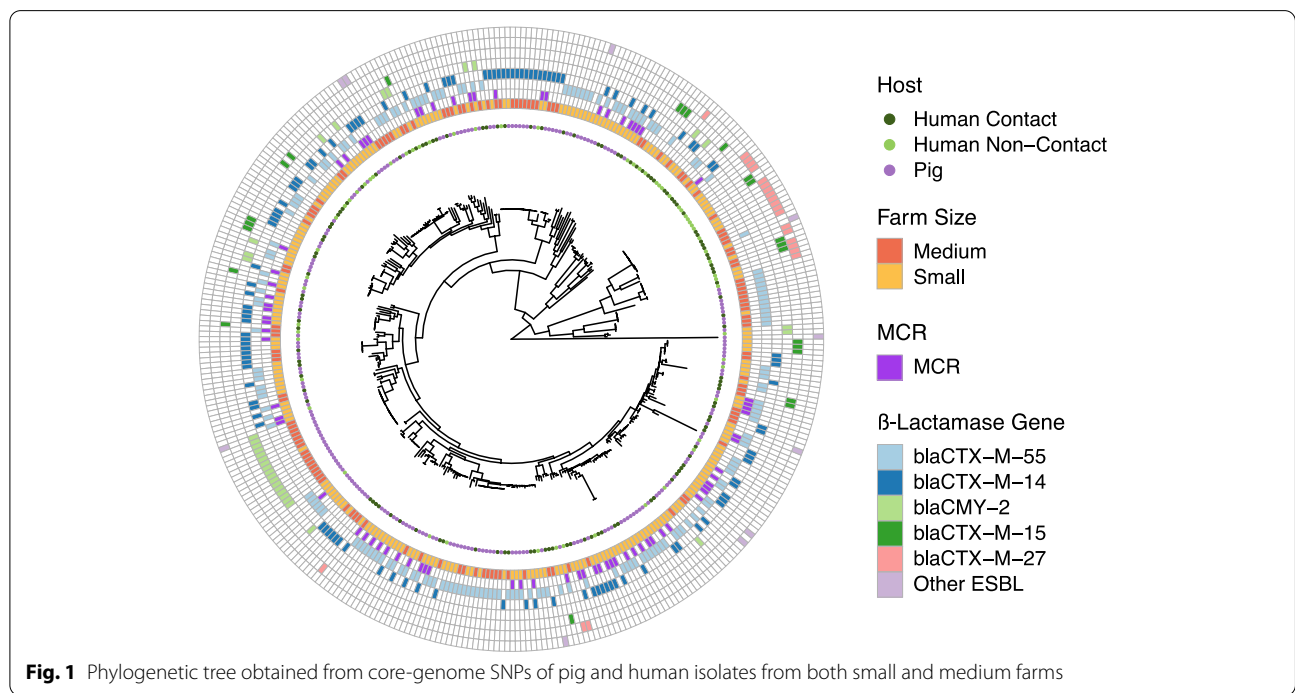 Host
Human Contact
Human Non−Contact
Pig
Farm Size
Medium
Small
MCR
MCR
ß-Lactamase Gene
blaCTX−M−55
blaCTX−M−14
blaCMY−2
blaCTX−M−15
blaCTX−M−27
Other ESBL
Fig. 1 Phylogenetic tree obtained from core-genome SNPs of pig and human isolates from both small and medium farms